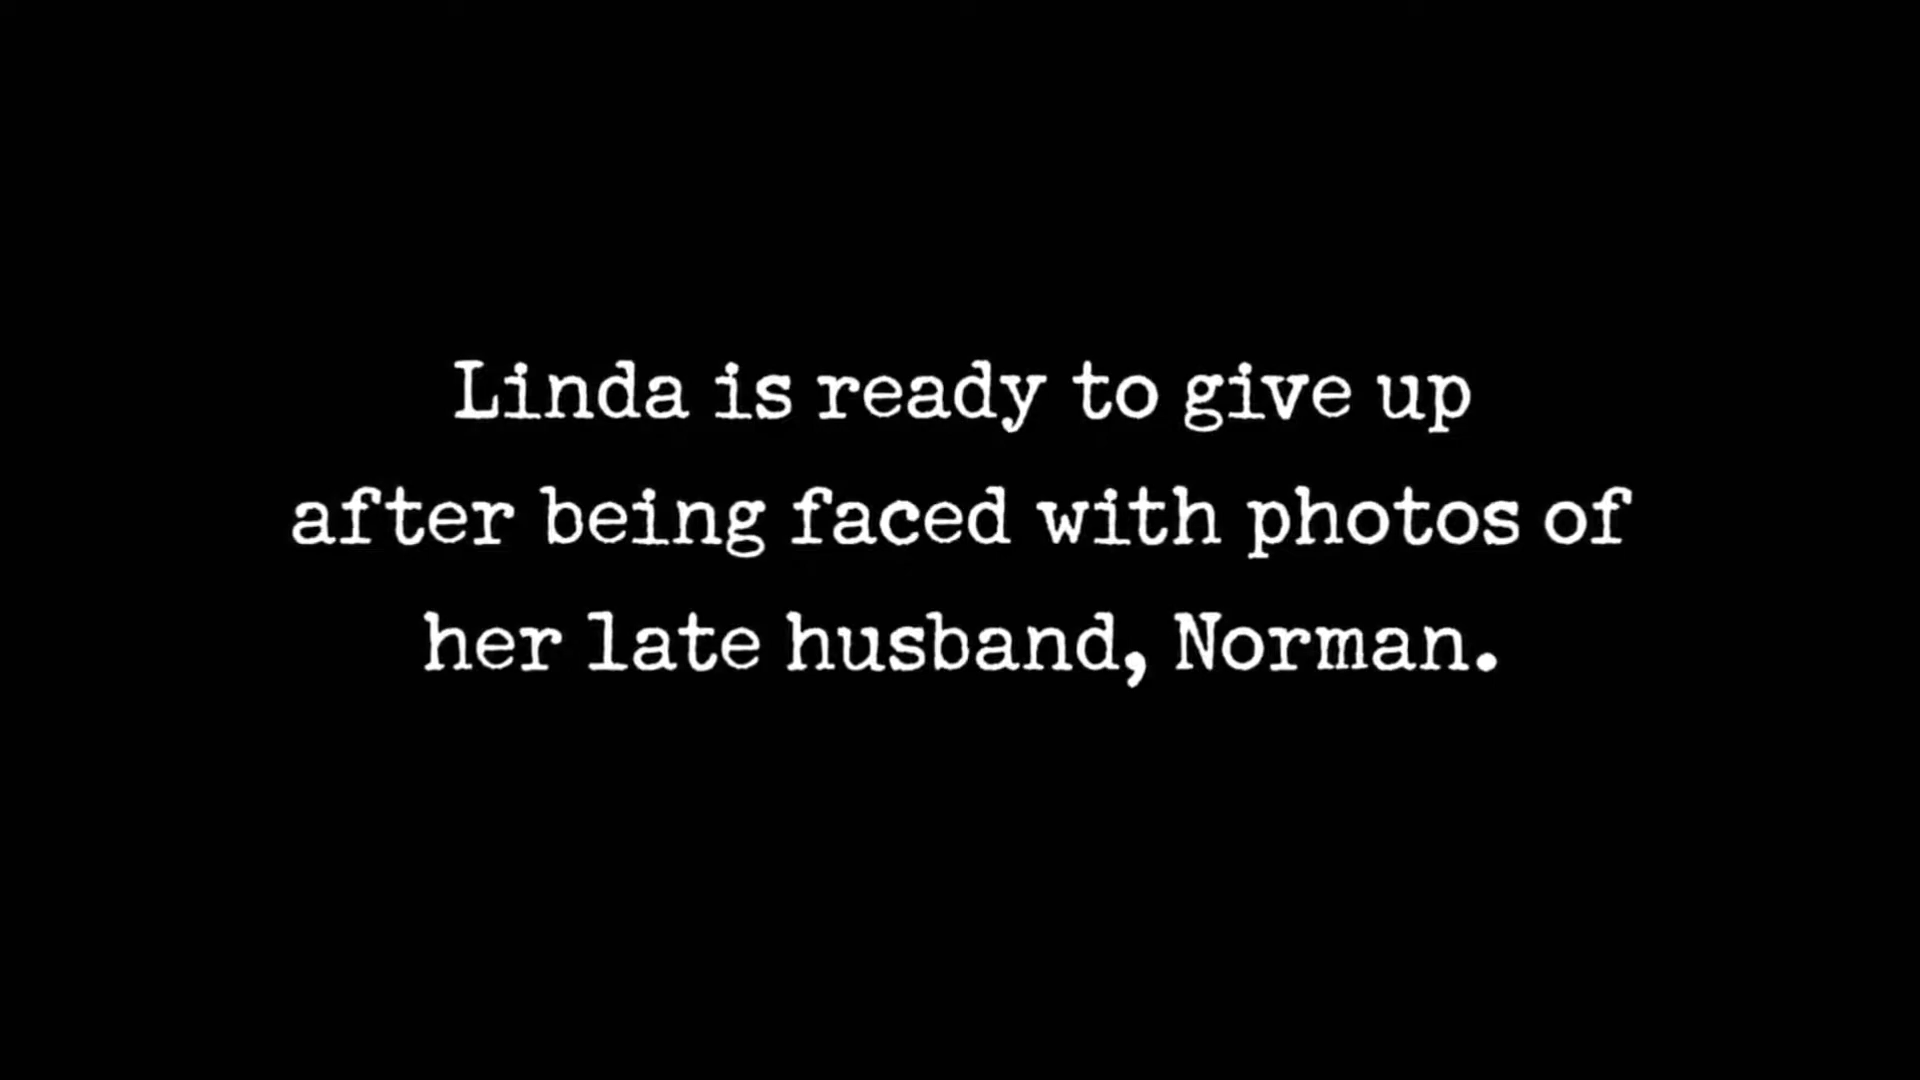 Linda is ready to give up
after being faced with photos of
her late husband, Norman.